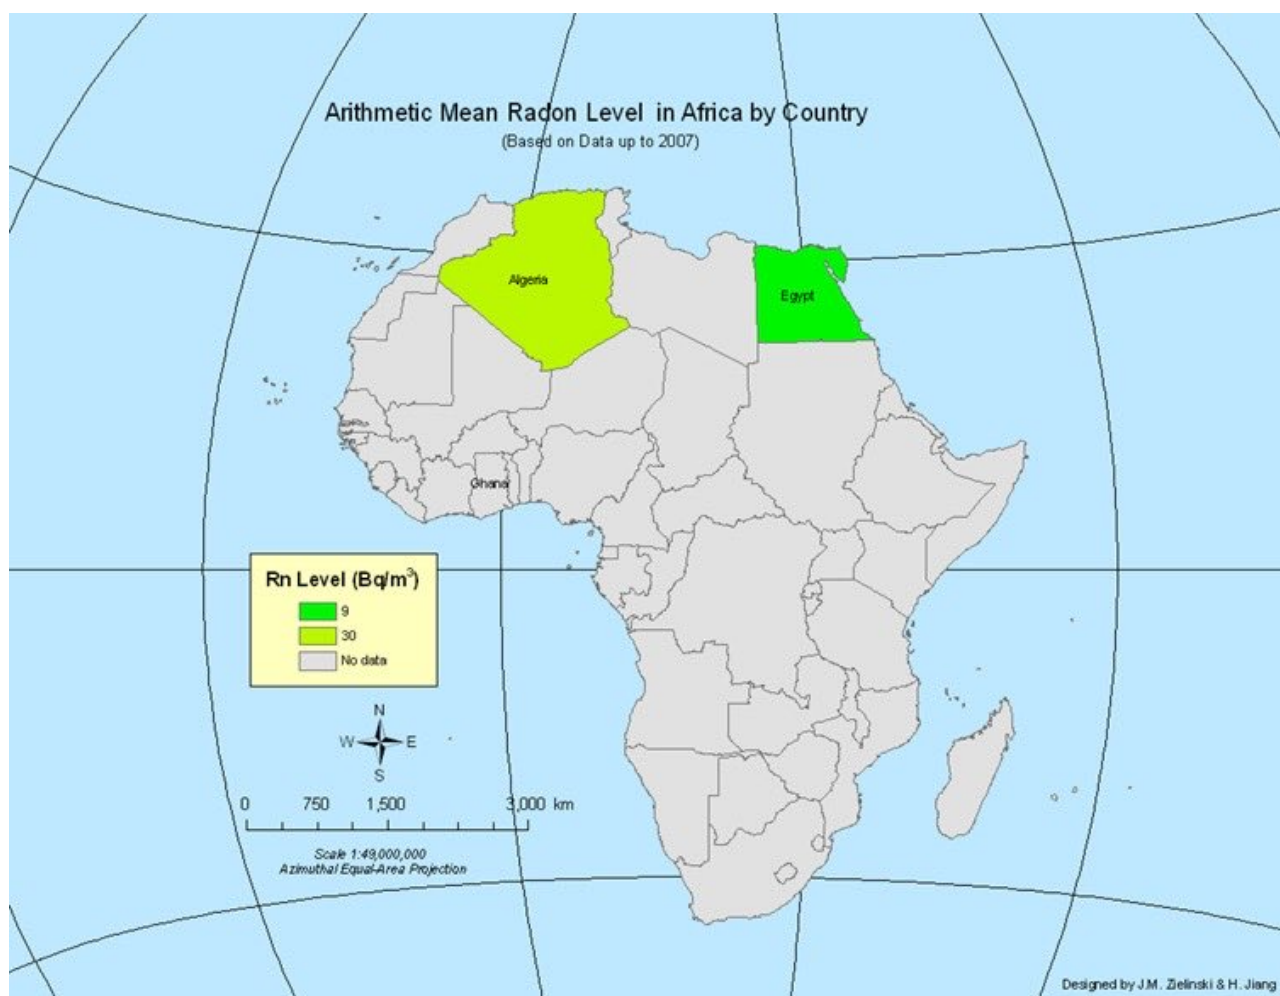 Arithmetic Mean Radon Level in Africa by Country
(Based on Data up to 2007)
Algeria
Egypt
Ghana
Rn Level (Bq/m³)
9
30
No data
N
W E
S
0 750 1,500 3,000 km
Scale 1:49,000,000
Azimuthal Equal-Area Projection
Designed by J.M. Zielinski & H. Jiang